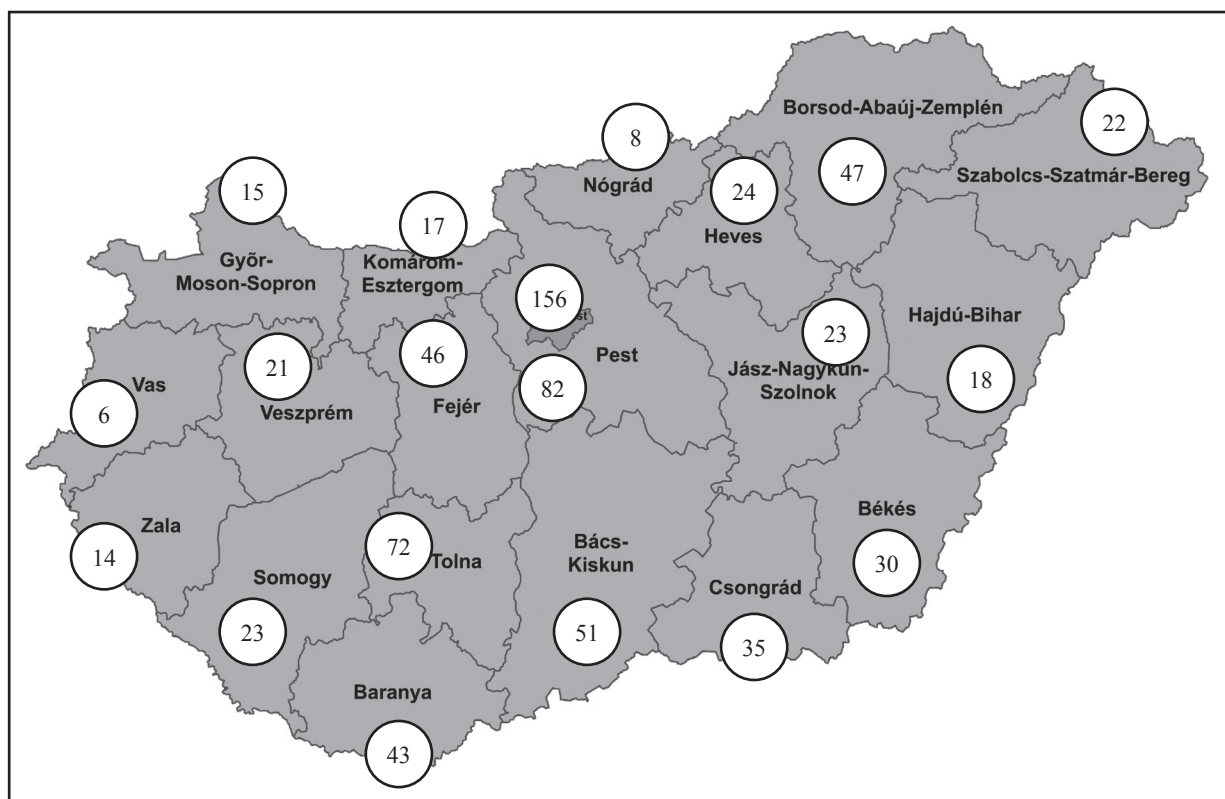 Borsod-Abaúj-Zemplén
22
8
47
Szabolcs-Szatmár-Bereg
Nógrád
24
15
Heves
17
Győr-
Moson-Sopron
Komárom-
Esztergom
156
st
Hajdú-Bihar
23
46
Pest
21
Jász-Nagykun-
Szolnok
18
Vas
82
6
Veszprém
Fejér
Békés
Zala
72
Tolna
Bács-
Kiskun
14
30
Somogy
Csongrád
23
51
35
Baranya
43